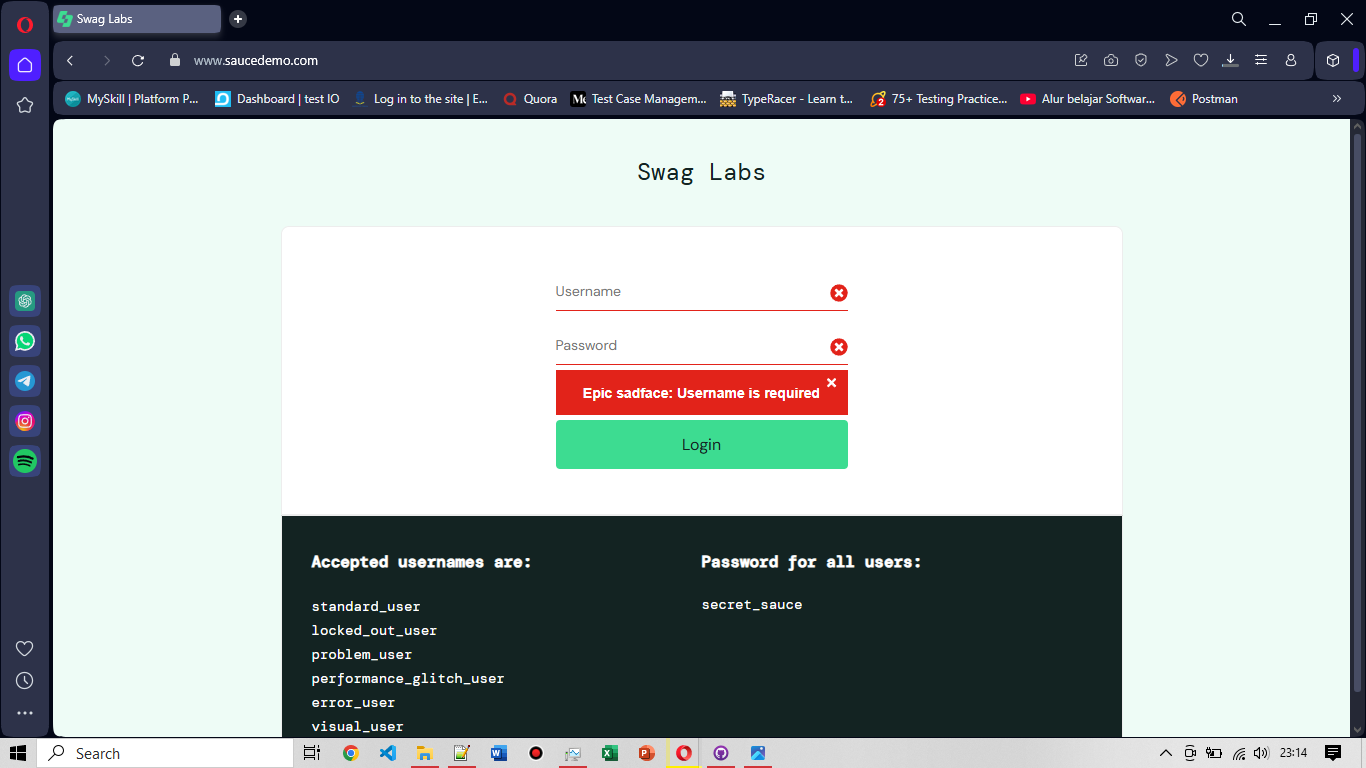 Swag Labs
www.saucedemo.com
MySkill | Platform P...
Dashboard | test IO
Log in to the site | E...
Quora
Test Case Managem...
TypeRacer - Learn t...
75+ Testing Practice...
Alur belajar Softwar...
Postman
Swag Labs
Username
Password
Epic sadface: Username is required
Login
Accepted usernames are:
standard_user
locked_out_user
problem_user
performance_glitch_user
error_user
visual_user
Password for all users:
secret_sauce
Search
23:14